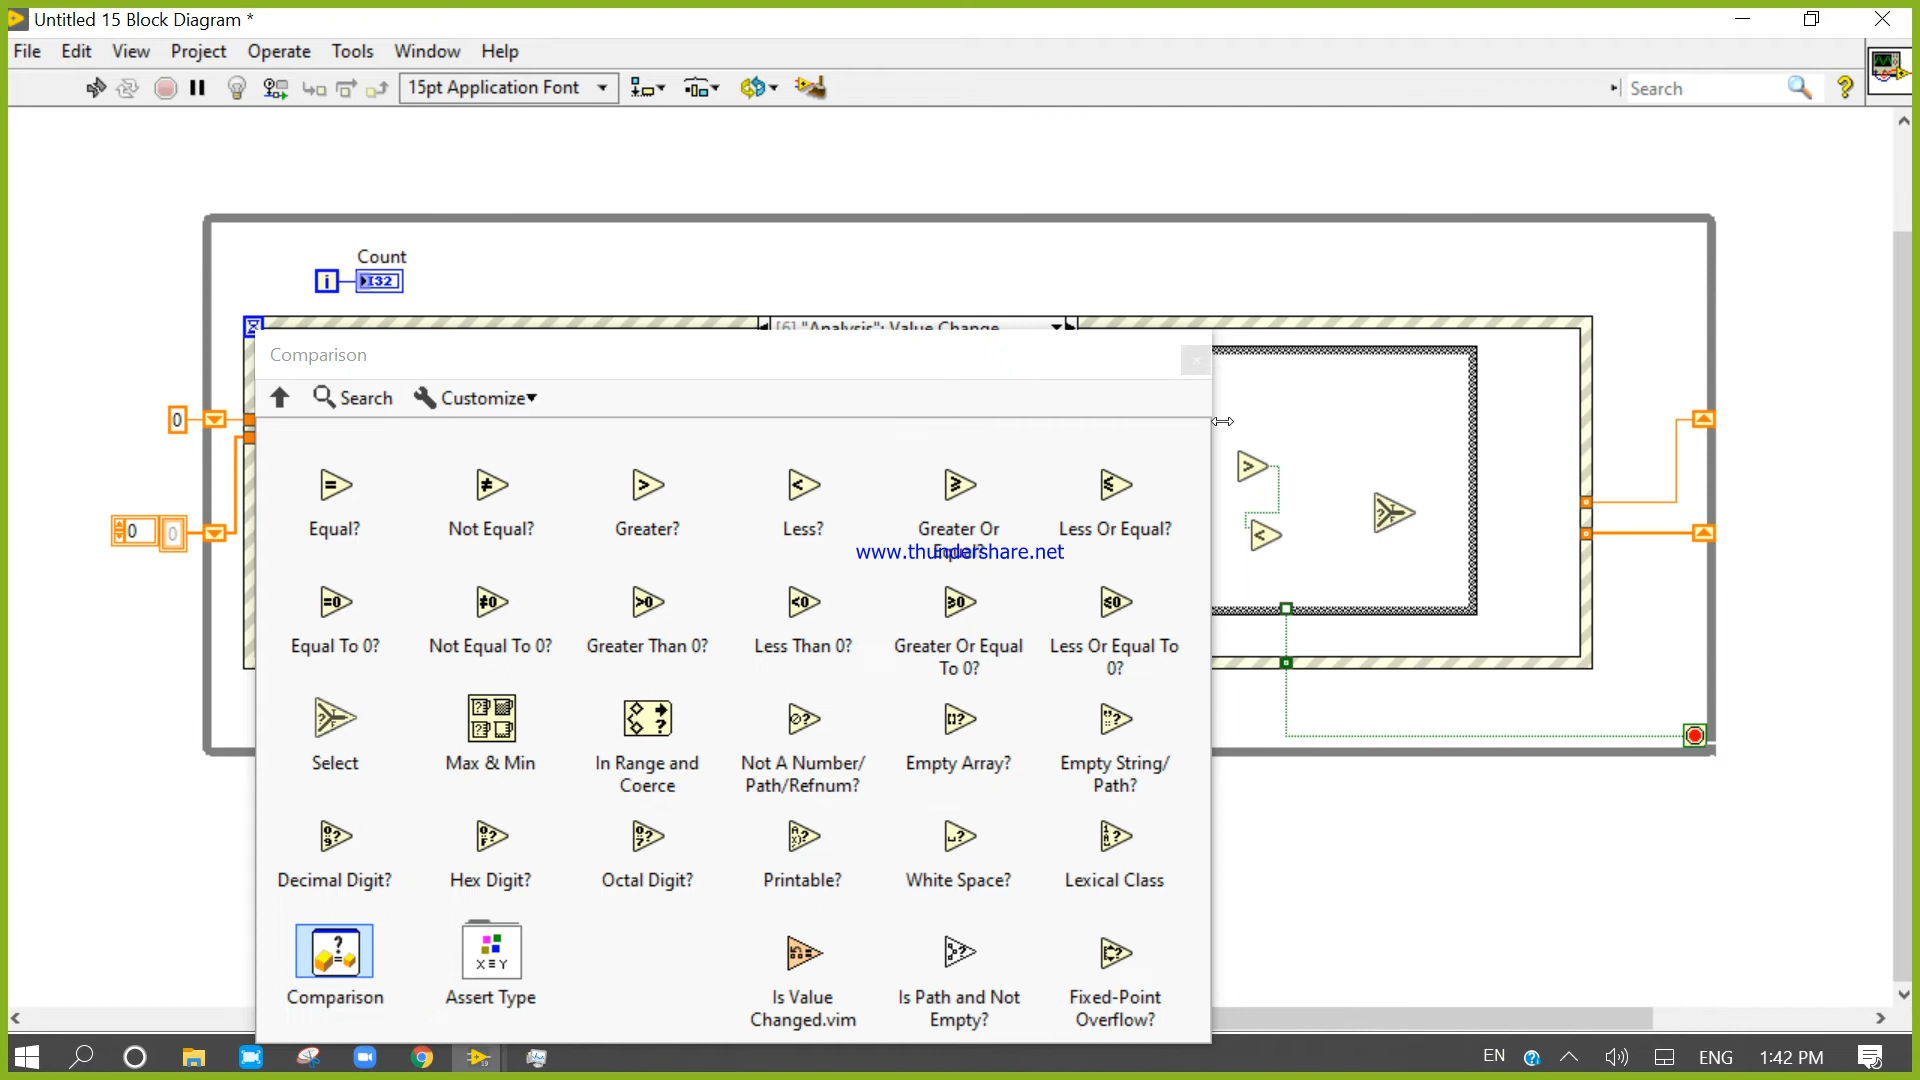 Untitled 15 Block Diagram *
File Edit View Project Operate Tools Window Help
15pt Application Font
Search
Count
i
I32
[6] "Analysis": Value Change
0
0 0
Comparison
Search Customize
Equal? Not Equal? Greater? Less? Greater Or Equal? Less Or Equal?
www.thundershare.net
Equal To 0? Not Equal To 0? Greater Than 0? Less Than 0? Greater Or Equal To 0? Less Or Equal To 0?
Select Max & Min In Range and Coerce Not A Number/ Path/Refnum? Empty Array? Empty String/ Path?
Decimal Digit? Hex Digit? Octal Digit? Printable? White Space? Lexical Class
Comparison Assert Type Is Value Changed.vim Is Path and Not Empty? Fixed-Point Overflow?
EN ENG 1:42 PM